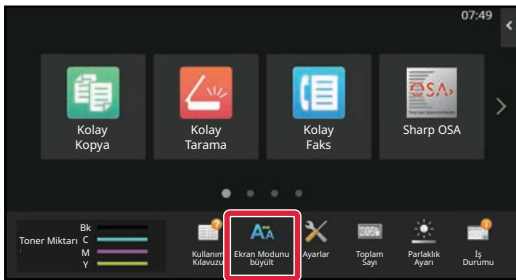 07:49
Kolay
Kopya
Kolay
Tarama
Kolay
Faks
OSA
Sharp OSA
Toner Miktarı
Bk
C
M
Y
Kullanım
Kılavuzu
Ekran Modunu
büyült
Ayarlar
Toplam
Sayı
Parlaklık
Ayarı
İş
Durumu